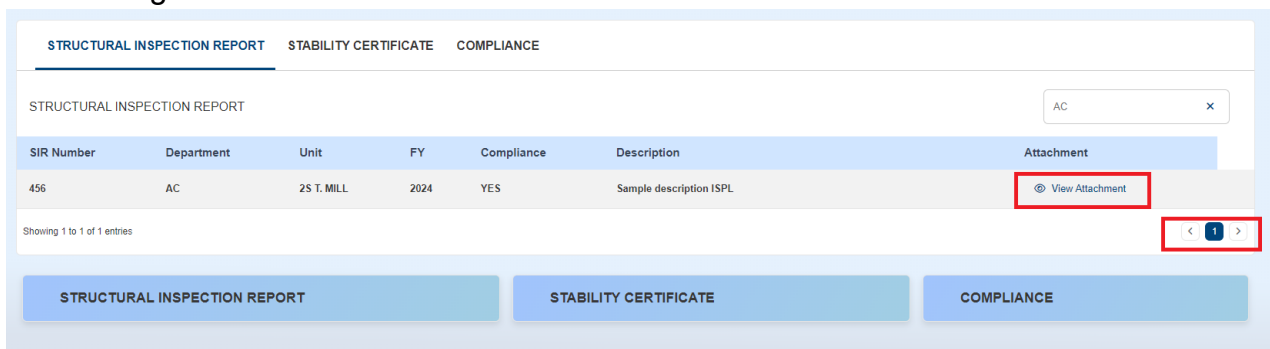 STRUCTURAL INSPECTION REPORT STABILITY CERTIFICATE COMPLIANCE
STRUCTURAL INSPECTION REPORT AC ×
SIR Number Department Unit FY Compliance Description Attachment
456 AC 2S T. MILL 2024 YES Sample description ISPL View Attachment
Showing 1 to 1 of 1 entries < 1 >
STRUCTURAL INSPECTION REPORT STABILITY CERTIFICATE COMPLIANCE